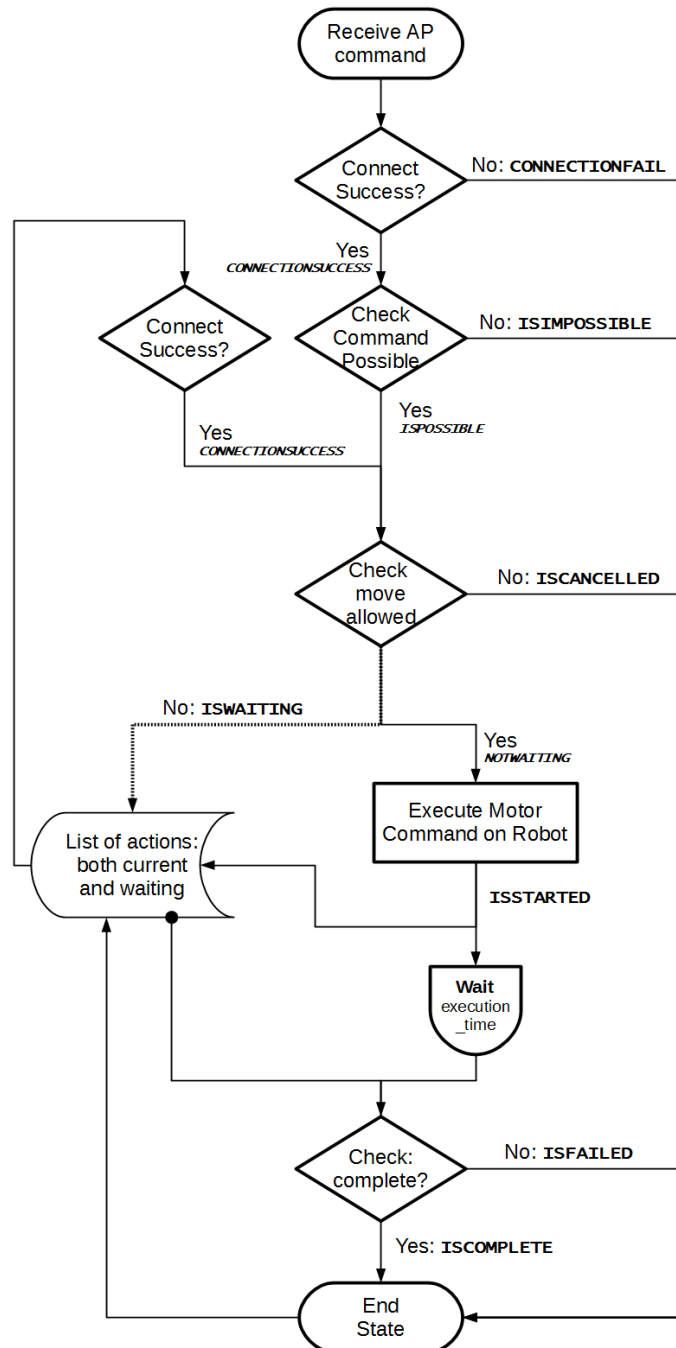 Receive AP
command
Connect
Success?
No: CONNECTIONFAIL
Yes
CONNECTIONSUCCESS
Connect
Success?
Check
Command
Possible
No: ISIMPOSSIBLE
Yes
CONNECTIONSUCCESS
Yes
ISPOSSIBLE
Check
move
allowed
No: ISCANCELLED
No: ISWAITING
Yes
NOTWAITING
Execute Motor
Command on Robot
List of actions:
both current
and waiting
ISSTARTED
Wait
execution
_time
Check:
complete?
No: ISFAILED
Yes: ISCOMPLETE
End
State